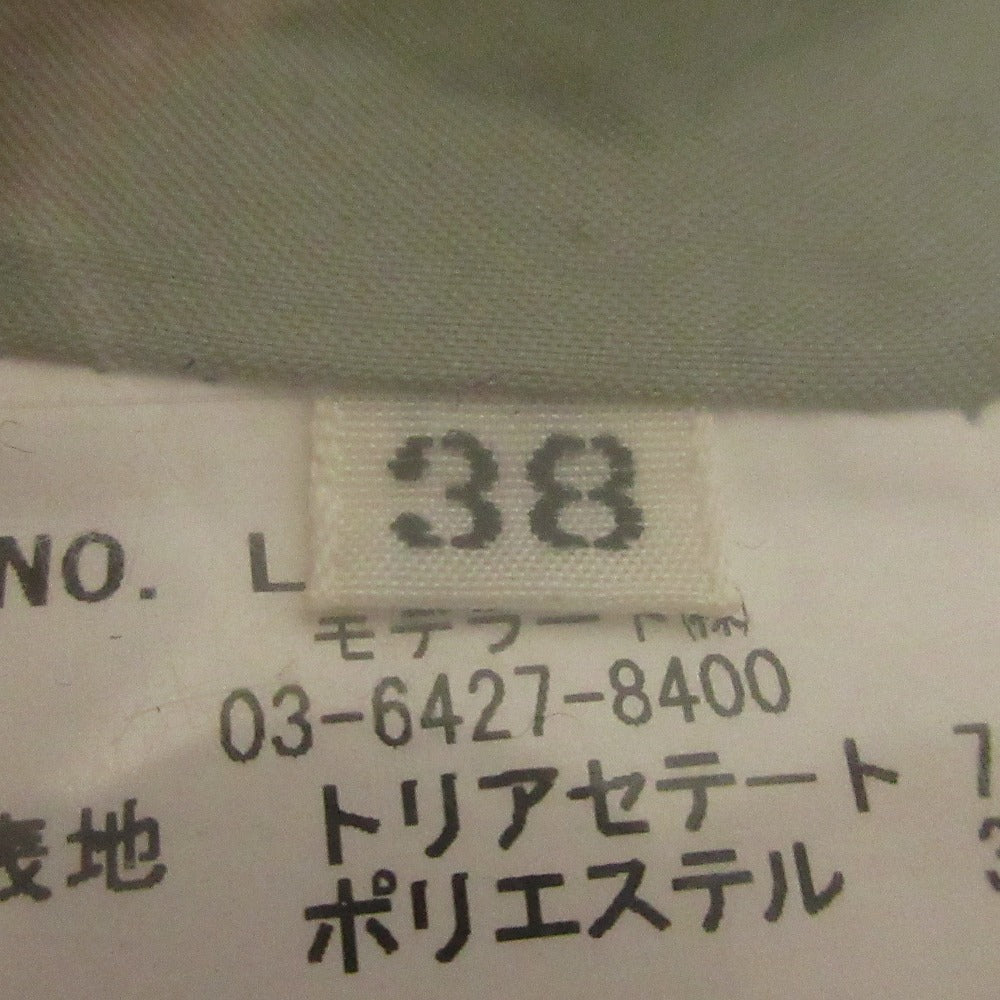 38
NO. L
モデラート㈱
03-6427-8400
表地 トリアセテート 7
ポリエステル 3